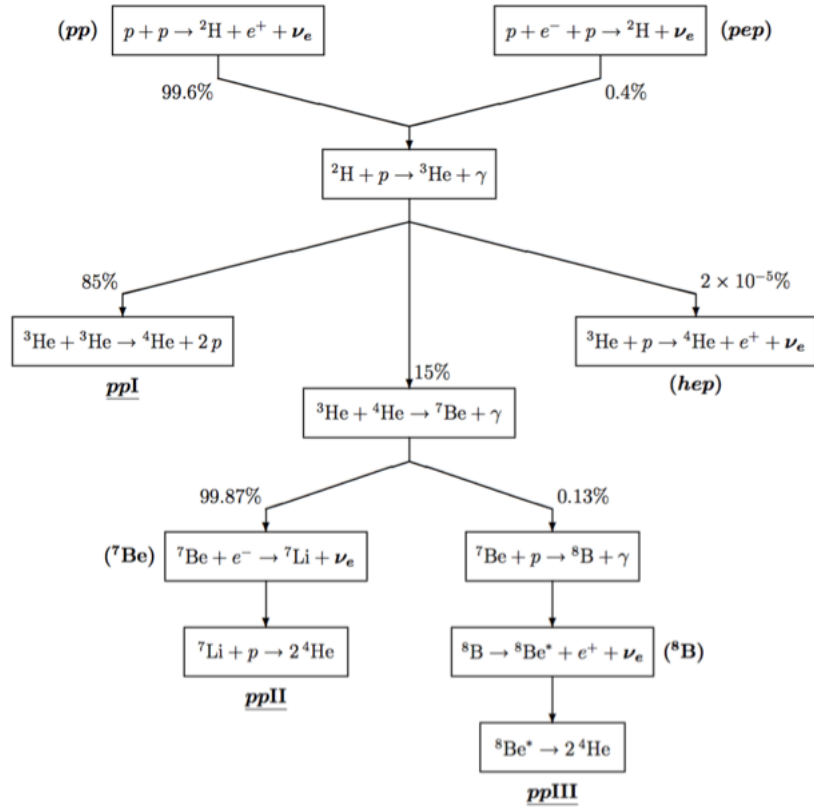 (pp) p + p → ²H + e⁺ + νₑ
p + e⁻ + p → ²H + νₑ (pep)
99.6%
0.4%
²H + p → ³He + γ
85%
2 × 10⁻⁵%
³He + ³He → ⁴He + 2 p
³He + p → ⁴He + e⁺ + νₑ
ppI
15%
(hep)
³He + ⁴He → ⁷Be + γ
99.87%
0.13%
(⁷Be) ⁷Be + e⁻ → ⁷Li + νₑ
⁷Be + p → ⁸B + γ
⁷Li + p → 2 ⁴He
⁸B → ⁸Be* + e⁺ + νₑ (⁸B)
ppII
⁸Be* → 2 ⁴He
ppIII